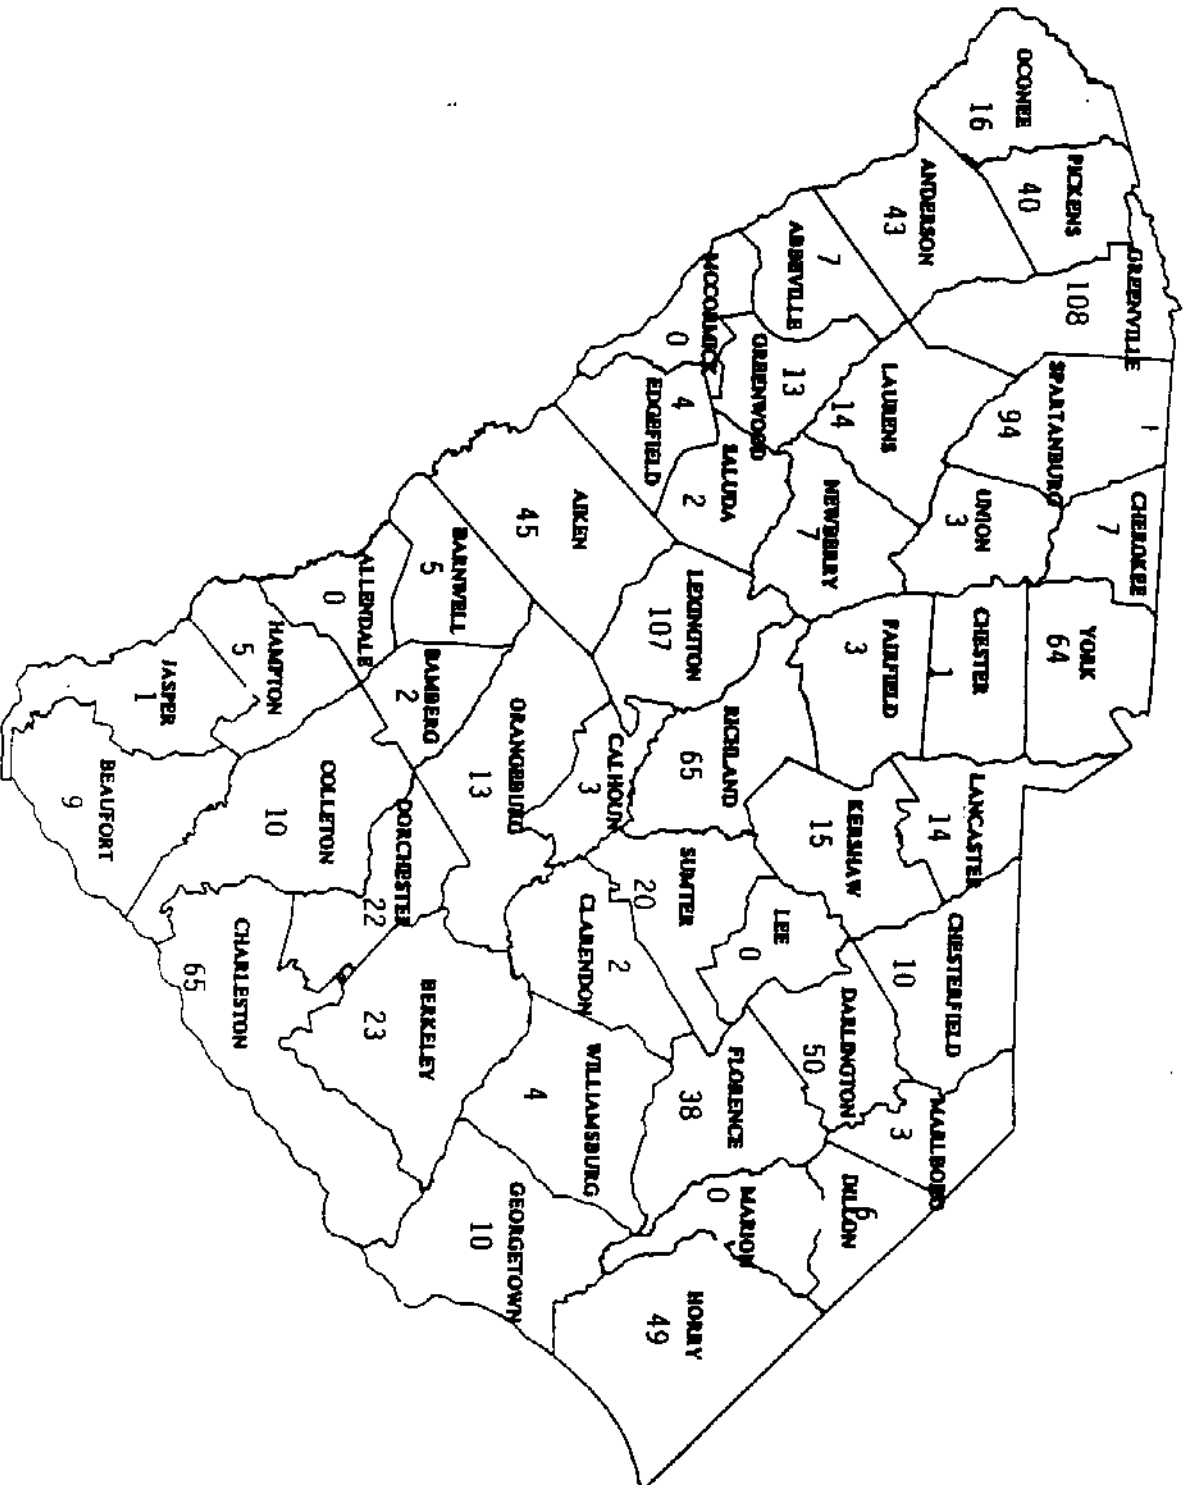 OCONEE
16
PICKENS
40
GREENVILLE
108
SPARTANBURG
94
CHEROKEE
7
YORK
64
ANDERSON
43
ABBEVILLE
7
LAURENS
14
UNION
3
CHESTER
1
LANCASTER
14
CHESTERFIELD
10
MARLBORO
3
MCCORMICK
0
GREENWOOD
13
NEWBERRY
7
FAIRFIELD
3
KERSHAW
15
DARLINGTON
50
DILLON
6
EDGEFIELD
4
SALUDA
2
LEXINGTON
107
RICHLAND
65
LEE
0
SUMTER
20
FLORENCE
38
MARION
0
HORRY
49
AIKEN
45
CALHOUN
3
CLARENDON
2
WILLIAMSBURG
4
BARNWELL
5
BAMBERG
2
ORANGEBURG
13
BERKELEY
23
GEORGETOWN
10
ALLENDALE
0
HAMPTON
5
COLLETON
10
DORCHESTER
22
CHARLESTON
65
JASPER
1
BEAUFORT
9